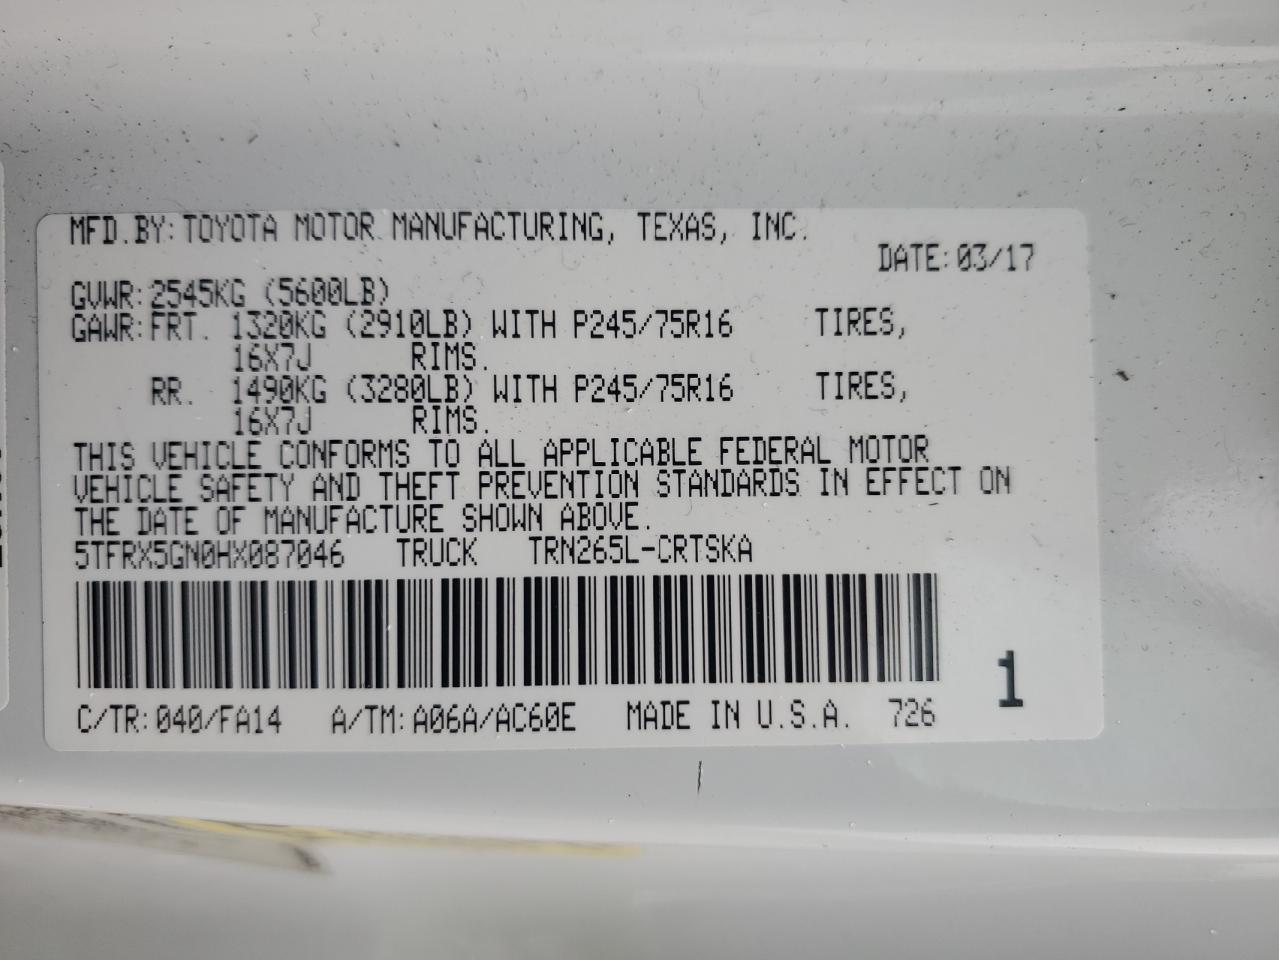 MFD.BY:TOYOTA MOTOR MANUFACTURING, TEXAS, INC.
DATE:03/17
GVWR:2545KG (5600LB)
GAWR:FRT. 1320KG (2910LB) WITH P245/75R16 TIRES,
16X7J RIMS.
RR. 1490KG (3280LB) WITH P245/75R16 TIRES,
16X7J RIMS.
THIS VEHICLE CONFORMS TO ALL APPLICABLE FEDERAL MOTOR
VEHICLE SAFETY AND THEFT PREVENTION STANDARDS IN EFFECT ON
THE DATE OF MANUFACTURE SHOWN ABOVE.
5TFRX5GN0HX087046 TRUCK TRN265L-CRTSKA
C/TR:040/FA14 A/TM:A06A/AC60E MADE IN U.S.A. 726
1